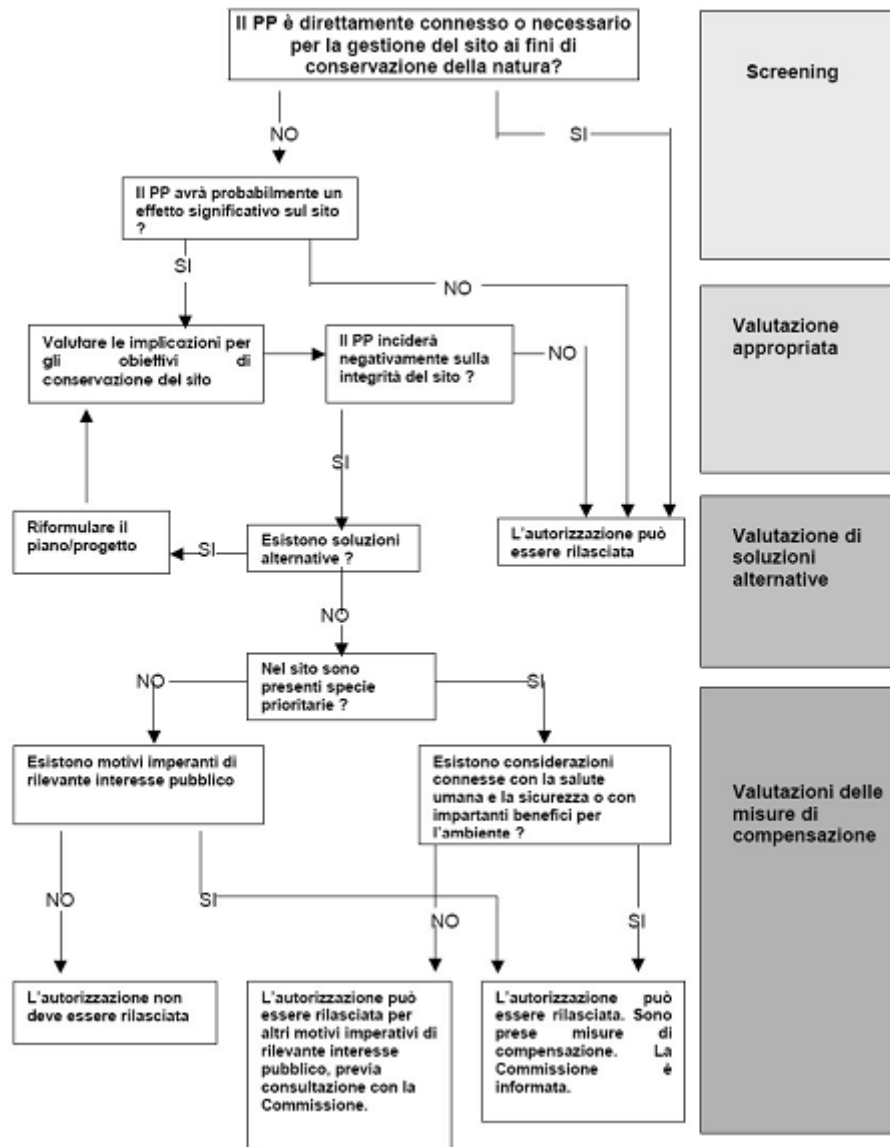 Il PP è direttamente connesso o necessario
per la gestione del sito ai fini di
conservazione della natura?
Screening
NO
SI
Il PP avrà probabilmente un
effetto significativo sul sito
?
SI
NO
Valutare le implicazioni per
gli obiettivi di
conservazione del sito
Il PP inciderà
negativamente sulla
integrità del sito ?
NO
Valutazione
appropriata
SI
Riformulare il
piano/progetto
SI
Esistono soluzioni
alternative ?
L'autorizzazione può
essere rilasciata
Valutazione di
soluzioni
alternative
NO
Nel sito sono
presenti specie
prioritarie ?
NO
SI
Esistono motivi imperanti di
rilevante interesse pubblico
Esistono considerazioni
connesse con la salute
umana e la sicurezza o con
impartanti benefici per
l'ambiente ?
Valutazioni delle
misure di
compensazione
NO
SI
NO
SI
L'autorizzazione non
deve essere rilasciata
L'autorizzazione può
essere rilasciata per
altri motivi imperativi di
rilevante interesse
pubblico, previa
consultazione con la
Commissione.
L'autorizzazione può
essere rilasciata. Sono
prese misure di
compensazione. La
Commissione è
informata.